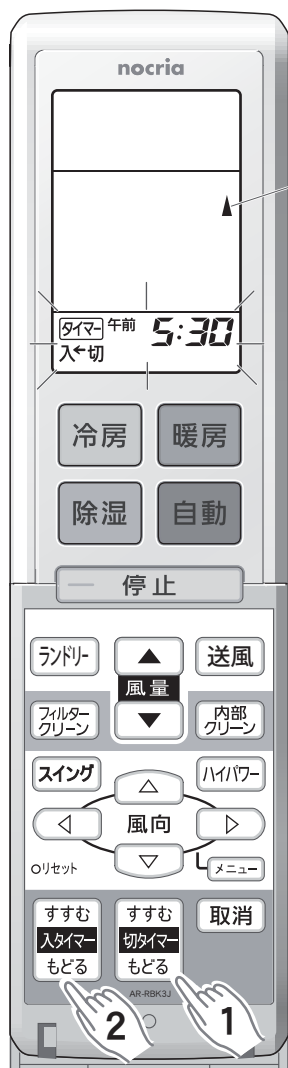 nocria
タイマー 午前 5:30
入←切
冷房 暖房
除湿 自動
停止
ランドリー 風量 送風
フィルター
クリーン
内部
クリーン
スイング ハイパワー
風向
リセット メニュー
すすむ
入タイマー
もどる
すすむ
切タイマー
もどる
取消
AR-RBK3J
2 1